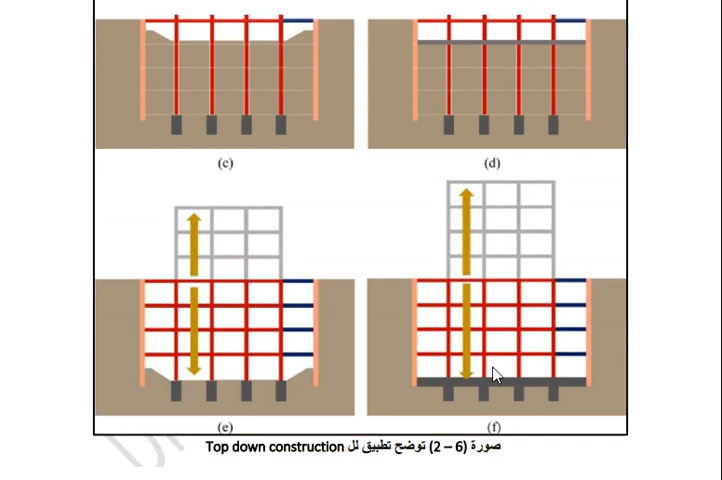 (c)
(d)
(e)
(f)
صورة (6 – 2) توضح تطبيق لل Top down construction